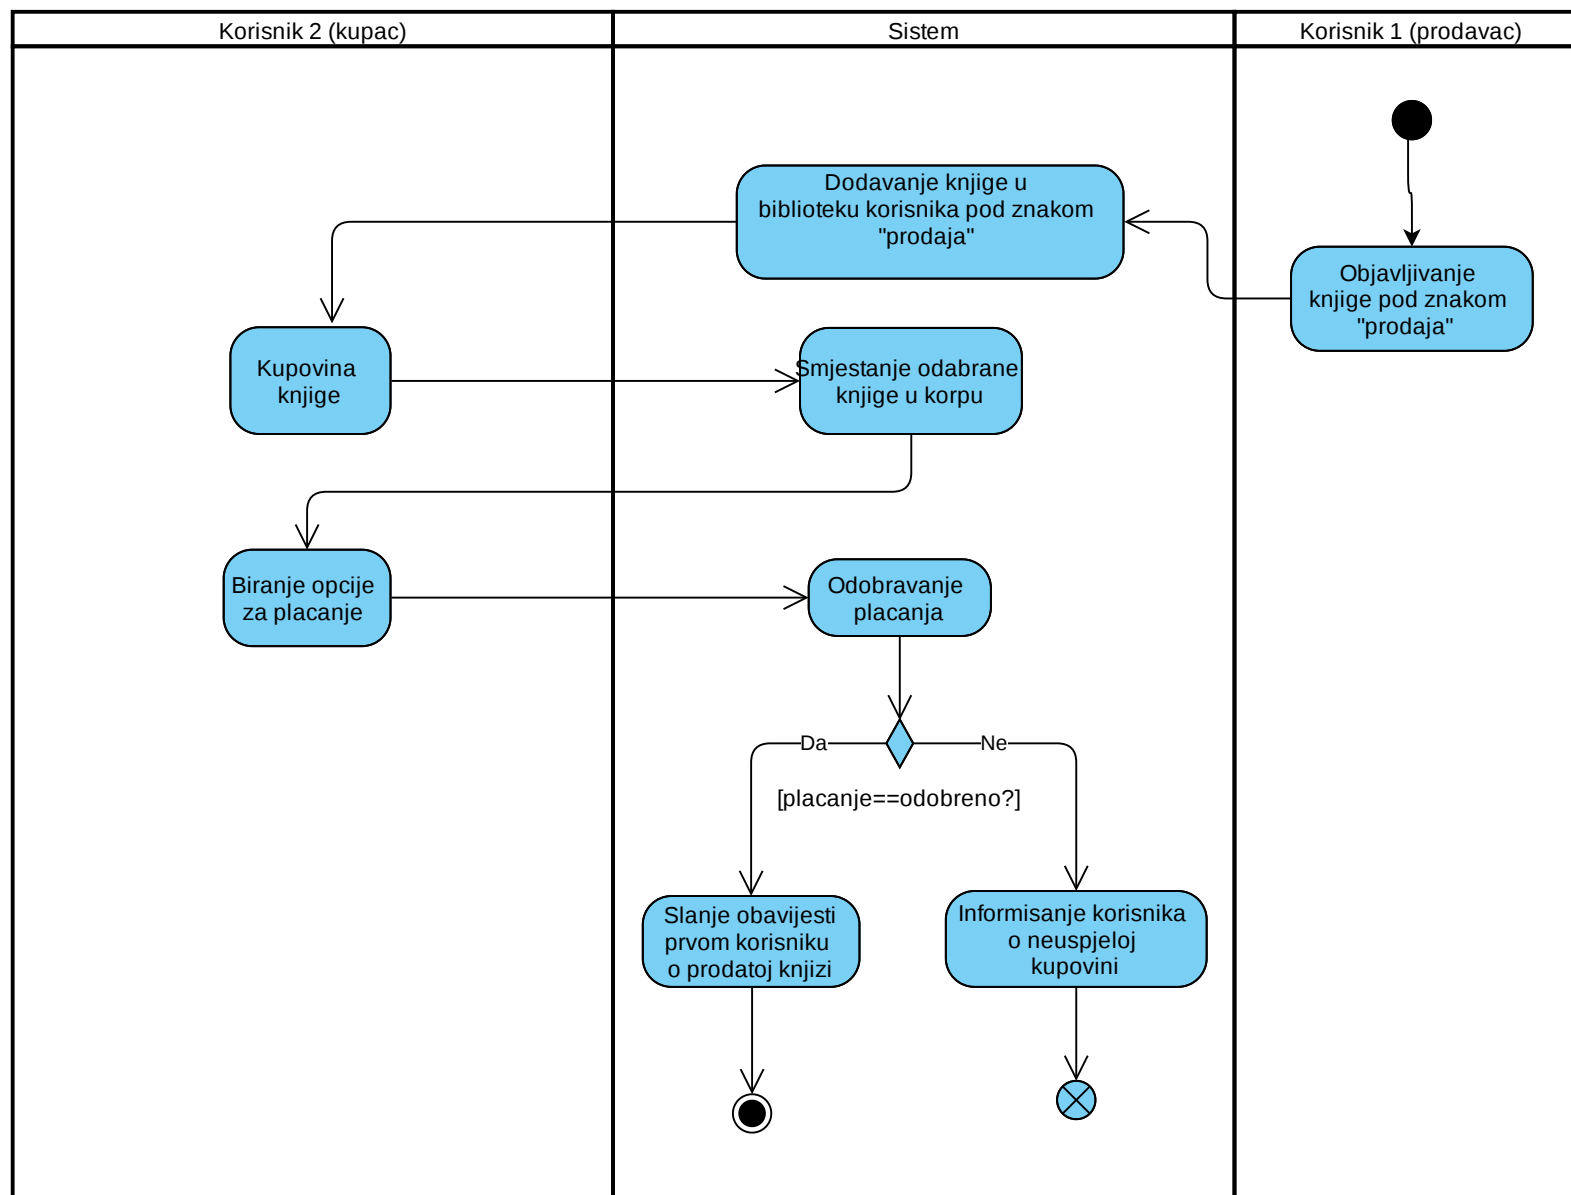 Korisnik 2 (kupac)
Sistem
Korisnik 1 (prodavac)
Dodavanje knjige u
biblioteku korisnika pod znakom
"prodaja"
Objavljivanje
knjige pod znakom
"prodaja"
Kupovina
knjige
Smjestanje odabrane
knjige u korpu
Biranje opcije
za placanje
Odobravanje
placanja
Da
Ne
[placanje==odobreno?]
Slanje obavijesti
prvom korisniku
o prodatoj knjizi
Informisanje korisnika
o neuspjeloj
kupovini